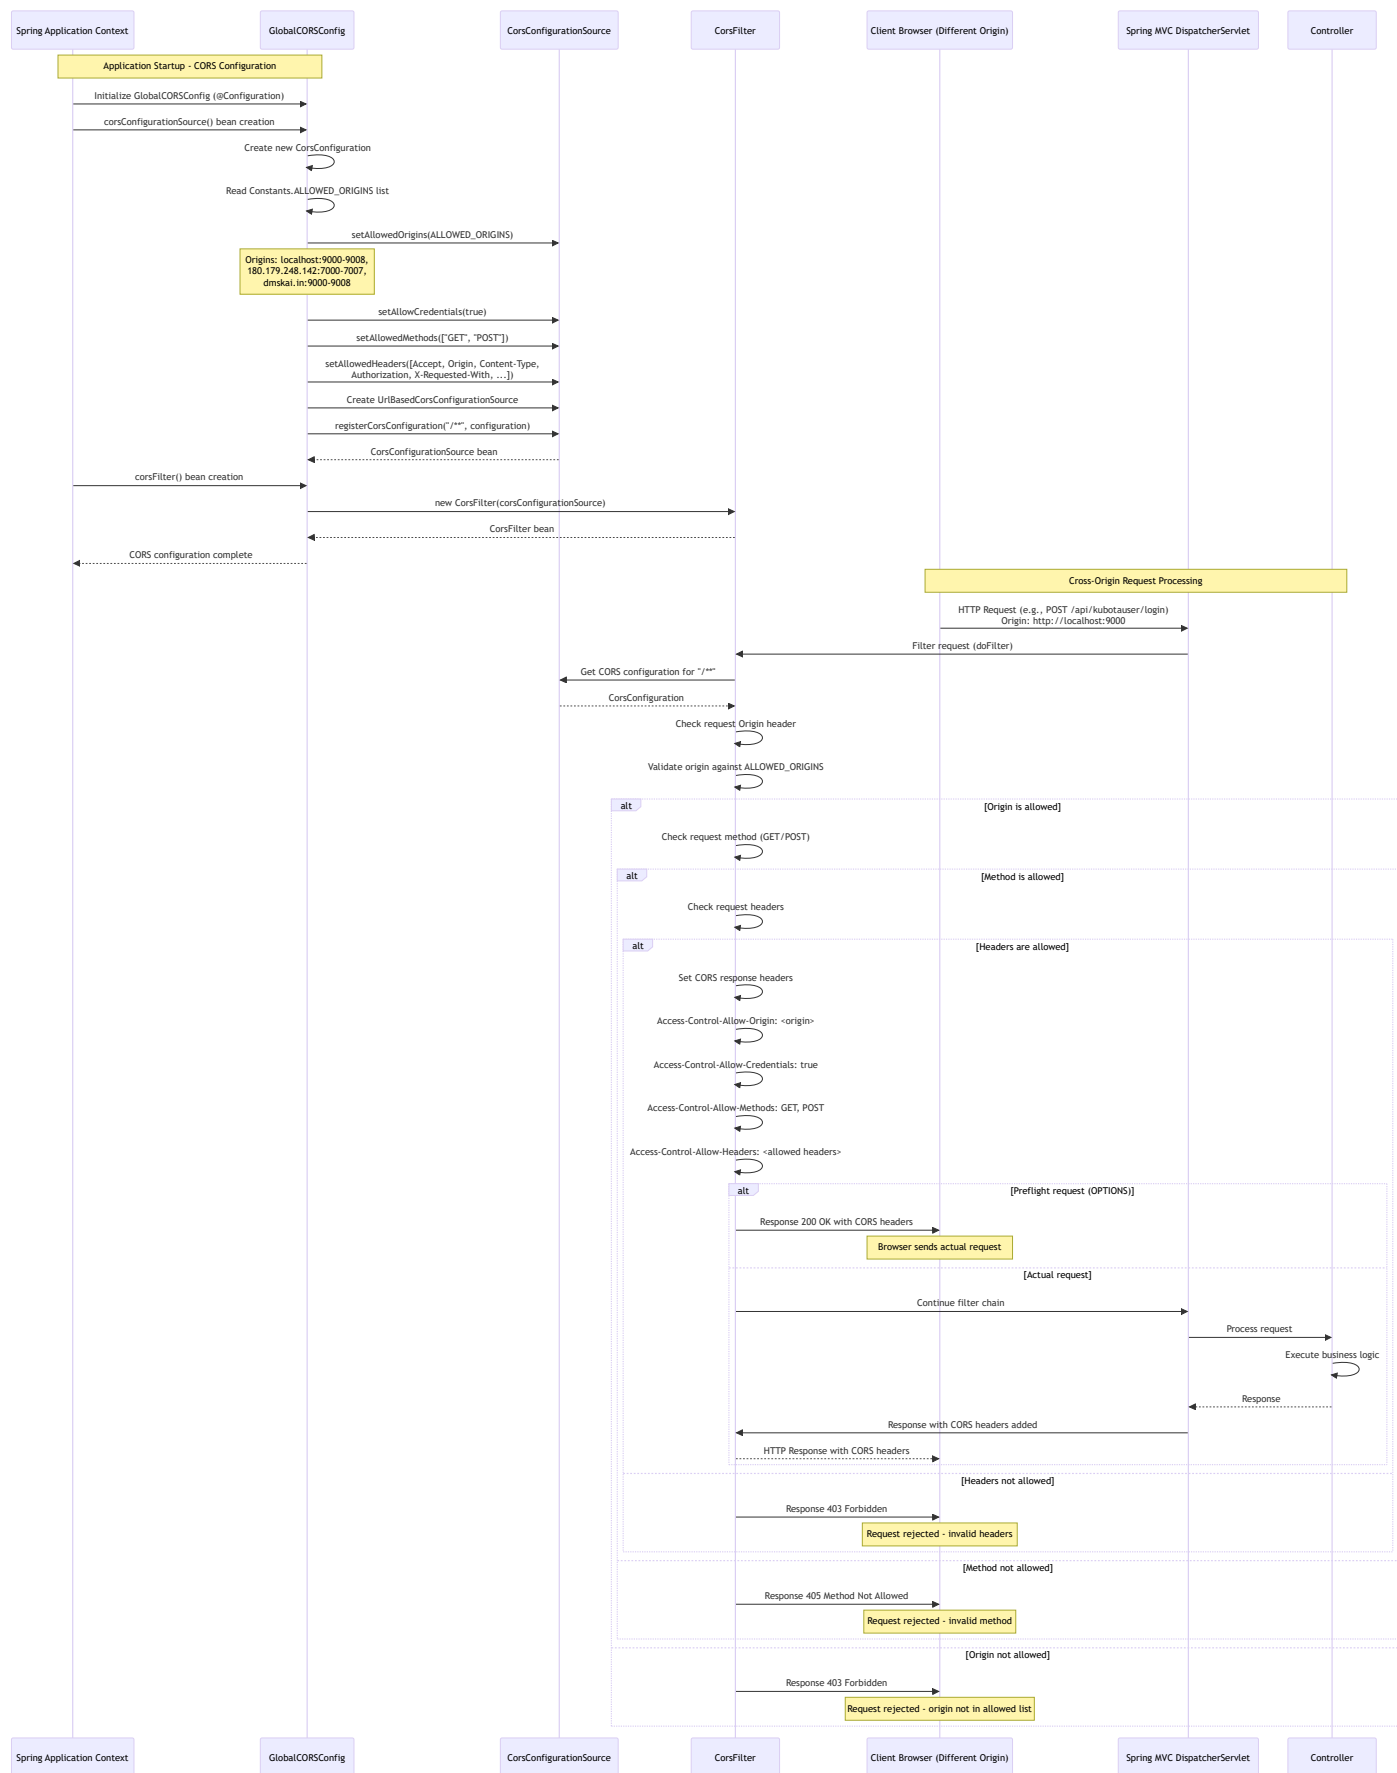 Spring Application Context
GlobalCORSConfig
CorsConfigurationSource
CorsFilter
Client Browser (Different Origin)
Spring MVC DispatcherServlet
Controller
Application Startup - CORS Configuration
Initialize GlobalCORSConfig (@Configuration)
corsConfigurationSource() bean creation
Create new CorsConfiguration
Read Constants.ALLOWED_ORIGINS list
setAllowedOrigins(ALLOWED_ORIGINS)
Origins: localhost:9000-9008,
180.179.248.142:7000-7007,
dmskai.in:9000-9008
setAllowCredentials(true)
setAllowedMethods(["GET", "POST"])
setAllowedHeaders([Accept, Origin, Content-Type,
Authorization, X-Requested-With, ...])
Create UrlBasedCorsConfigurationSource
registerCorsConfiguration("/**", configuration)
CorsConfigurationSource bean
corsFilter() bean creation
new CorsFilter(corsConfigurationSource)
CorsFilter bean
CORS configuration complete
Cross-Origin Request Processing
HTTP Request (e.g., POST /api/kubotauser/login)
Origin: http://localhost:9000
Filter request (doFilter)
Get CORS configuration for "/**"
CorsConfiguration
Check request Origin header
Validate origin against ALLOWED_ORIGINS
alt
[Origin is allowed]
Check request method (GET/POST)
alt
[Method is allowed]
Check request headers
alt
[Headers are allowed]
Set CORS response headers
Access-Control-Allow-Origin: <origin>
Access-Control-Allow-Credentials: true
Access-Control-Allow-Methods: GET, POST
Access-Control-Allow-Headers: <allowed headers>
alt
[Preflight request (OPTIONS)]
Response 200 OK with CORS headers
Browser sends actual request
[Actual request]
Continue filter chain
Process request
Execute business logic
Response
Response with CORS headers added
HTTP Response with CORS headers
[Headers not allowed]
Response 403 Forbidden
Request rejected - invalid headers
[Method not allowed]
Response 405 Method Not Allowed
Request rejected - invalid method
[Origin not allowed]
Response 403 Forbidden
Request rejected - origin not in allowed list
Spring Application Context
GlobalCORSConfig
CorsConfigurationSource
CorsFilter
Client Browser (Different Origin)
Spring MVC DispatcherServlet
Controller